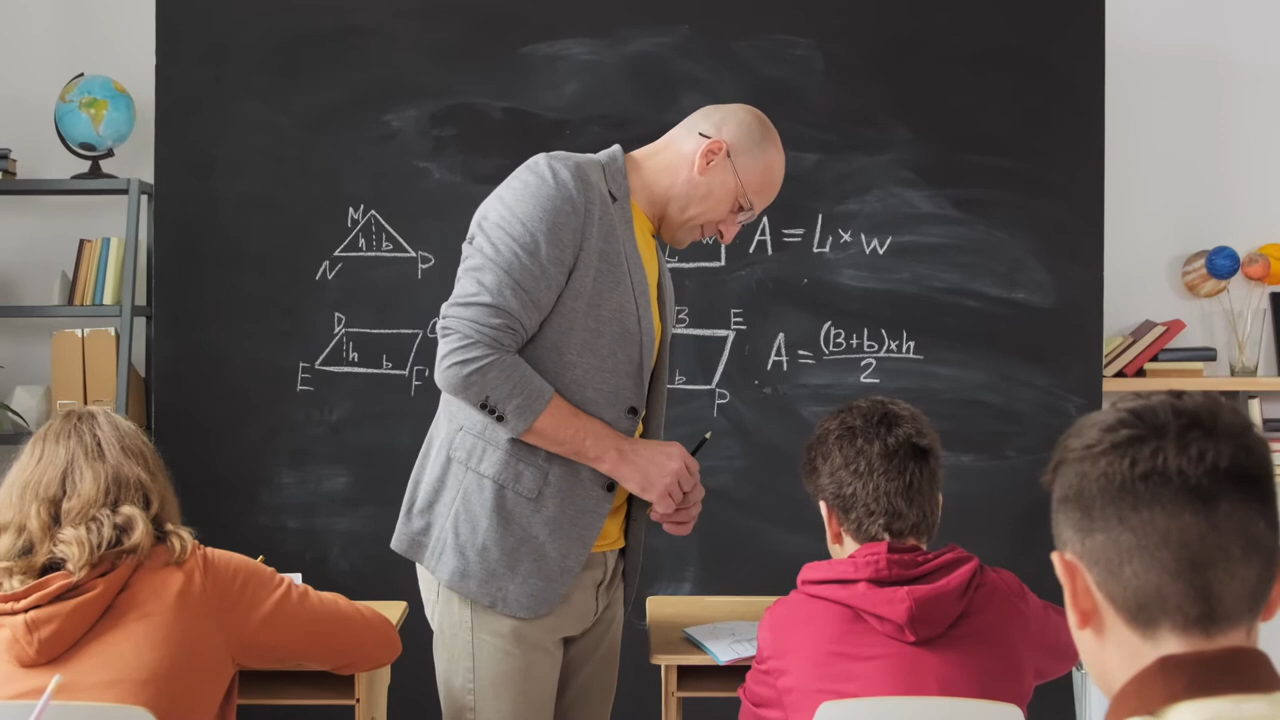 M
h b
N P
L w
A = L × w
D
h b
E F
B E
b
P
A = (B+b)×h / 2